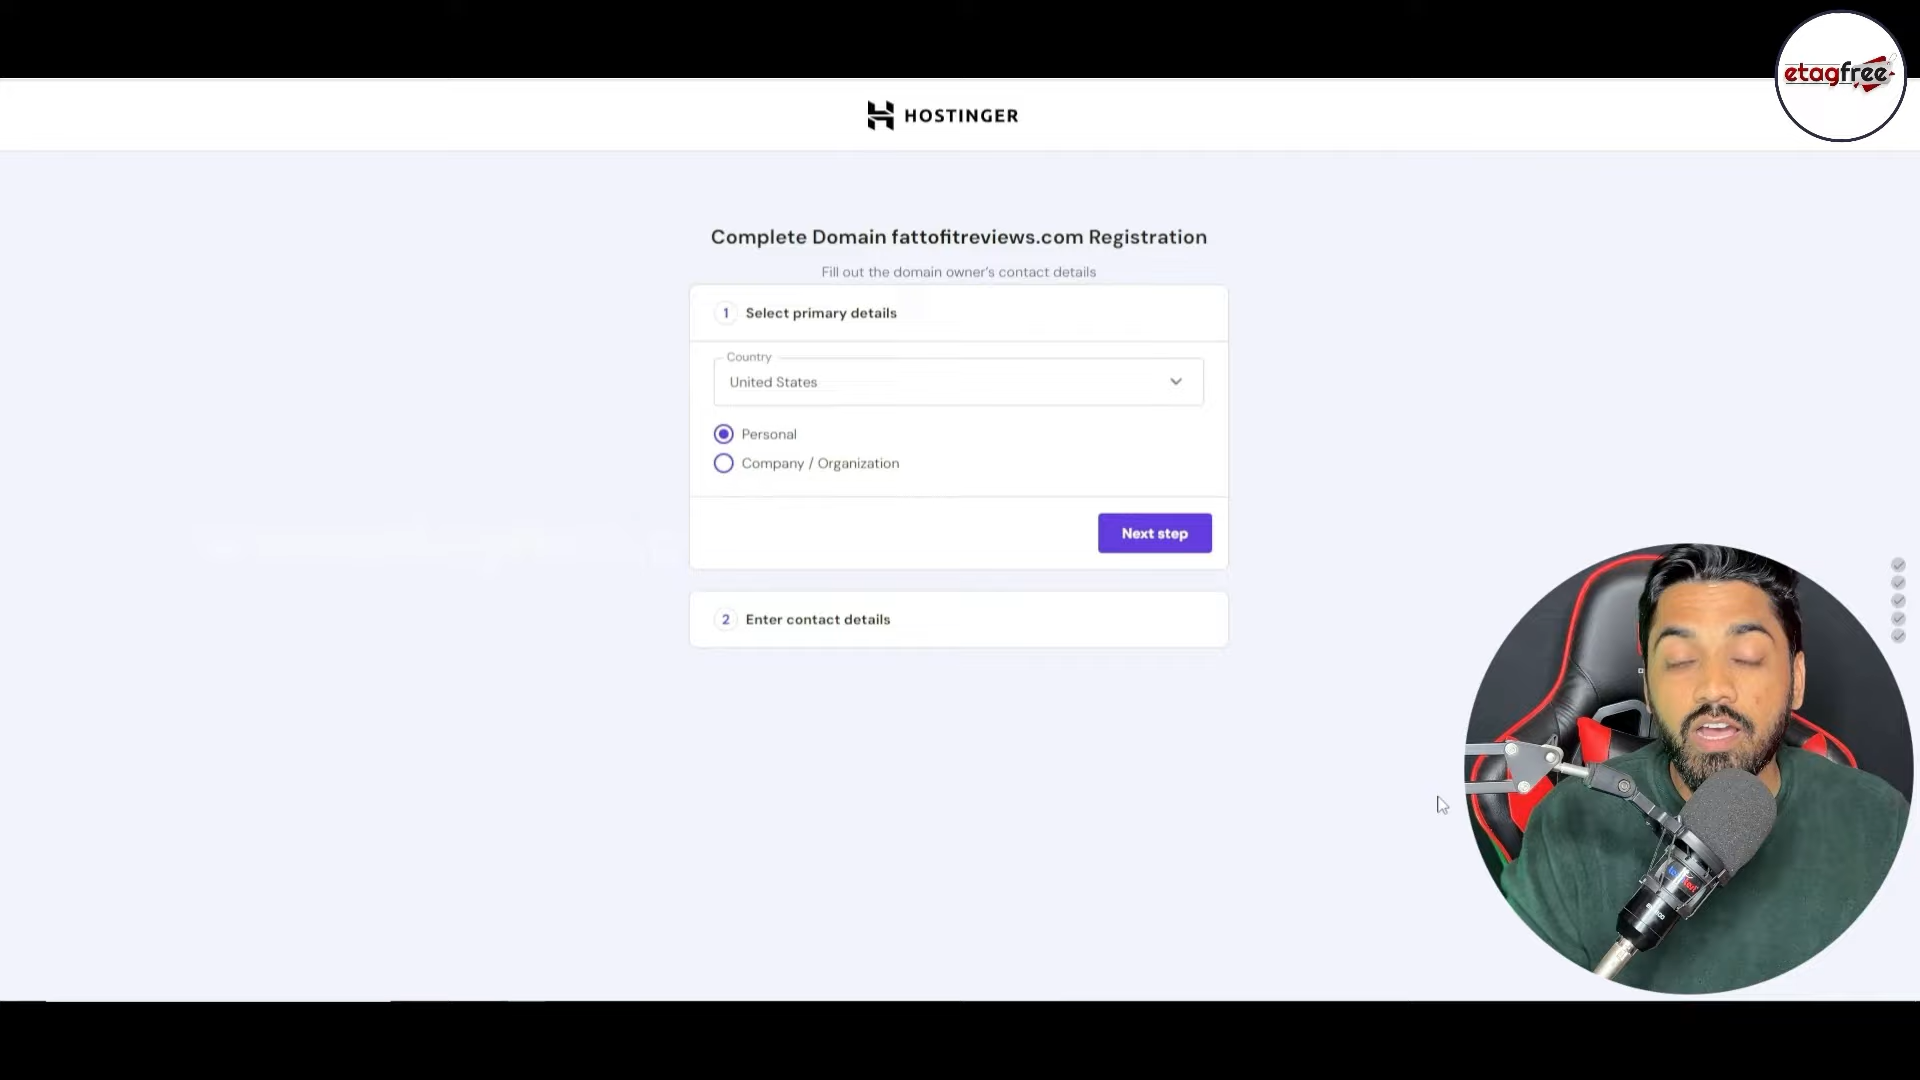 etagfree
HOSTINGER
Complete Domain fattofitreviews.com Registration
Fill out the domain owner's contact details
1 Select primary details
Country
United States
Personal
Company / Organization
Next step
2 Enter contact details